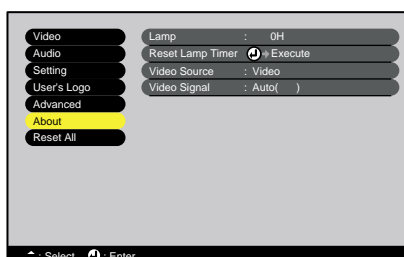 Video
Audio
Setting
User's Logo
Advanced
About
Reset All
Lamp : 0H
Reset Lamp Timer Execute
Video Source : Video
Video Signal : Auto( )
: Select : Enter